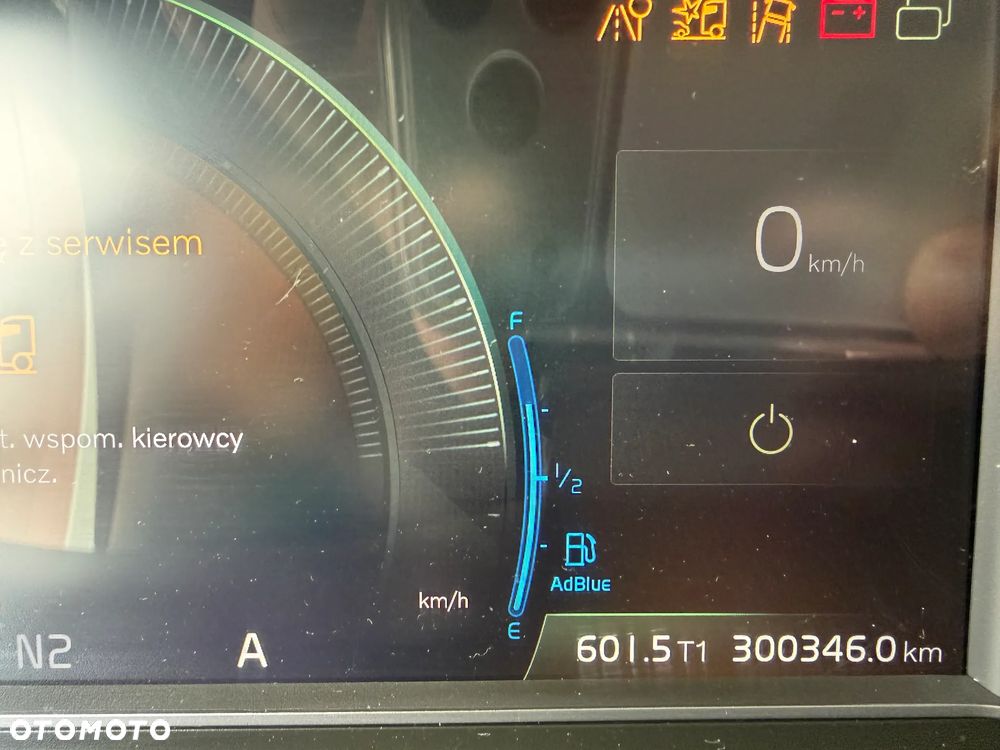 z serwisem
0 km/h
F
t. wspom. kierowcy
nicz.
1/2
AdBlue
km/h
E
N2 A
601.5 T1 300346.0 km
OTOMOTO